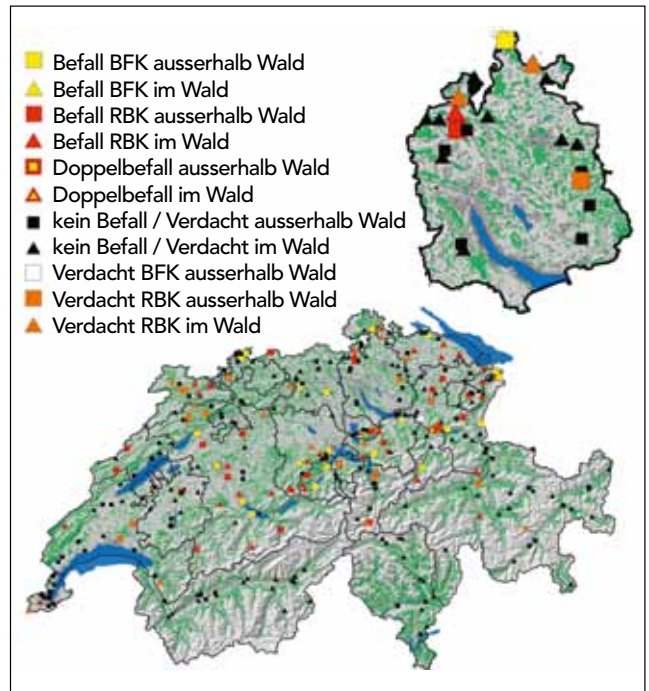 Befall BFK ausserhalb Wald
Befall BFK im Wald
Befall RBK ausserhalb Wald
Befall RBK im Wald
Doppelbefall ausserhalb Wald
Doppelbefall im Wald
kein Befall / Verdacht ausserhalb Wald
kein Befall / Verdacht im Wald
Verdacht BFK ausserhalb Wald
Verdacht RBK ausserhalb Wald
Verdacht RBK im Wald